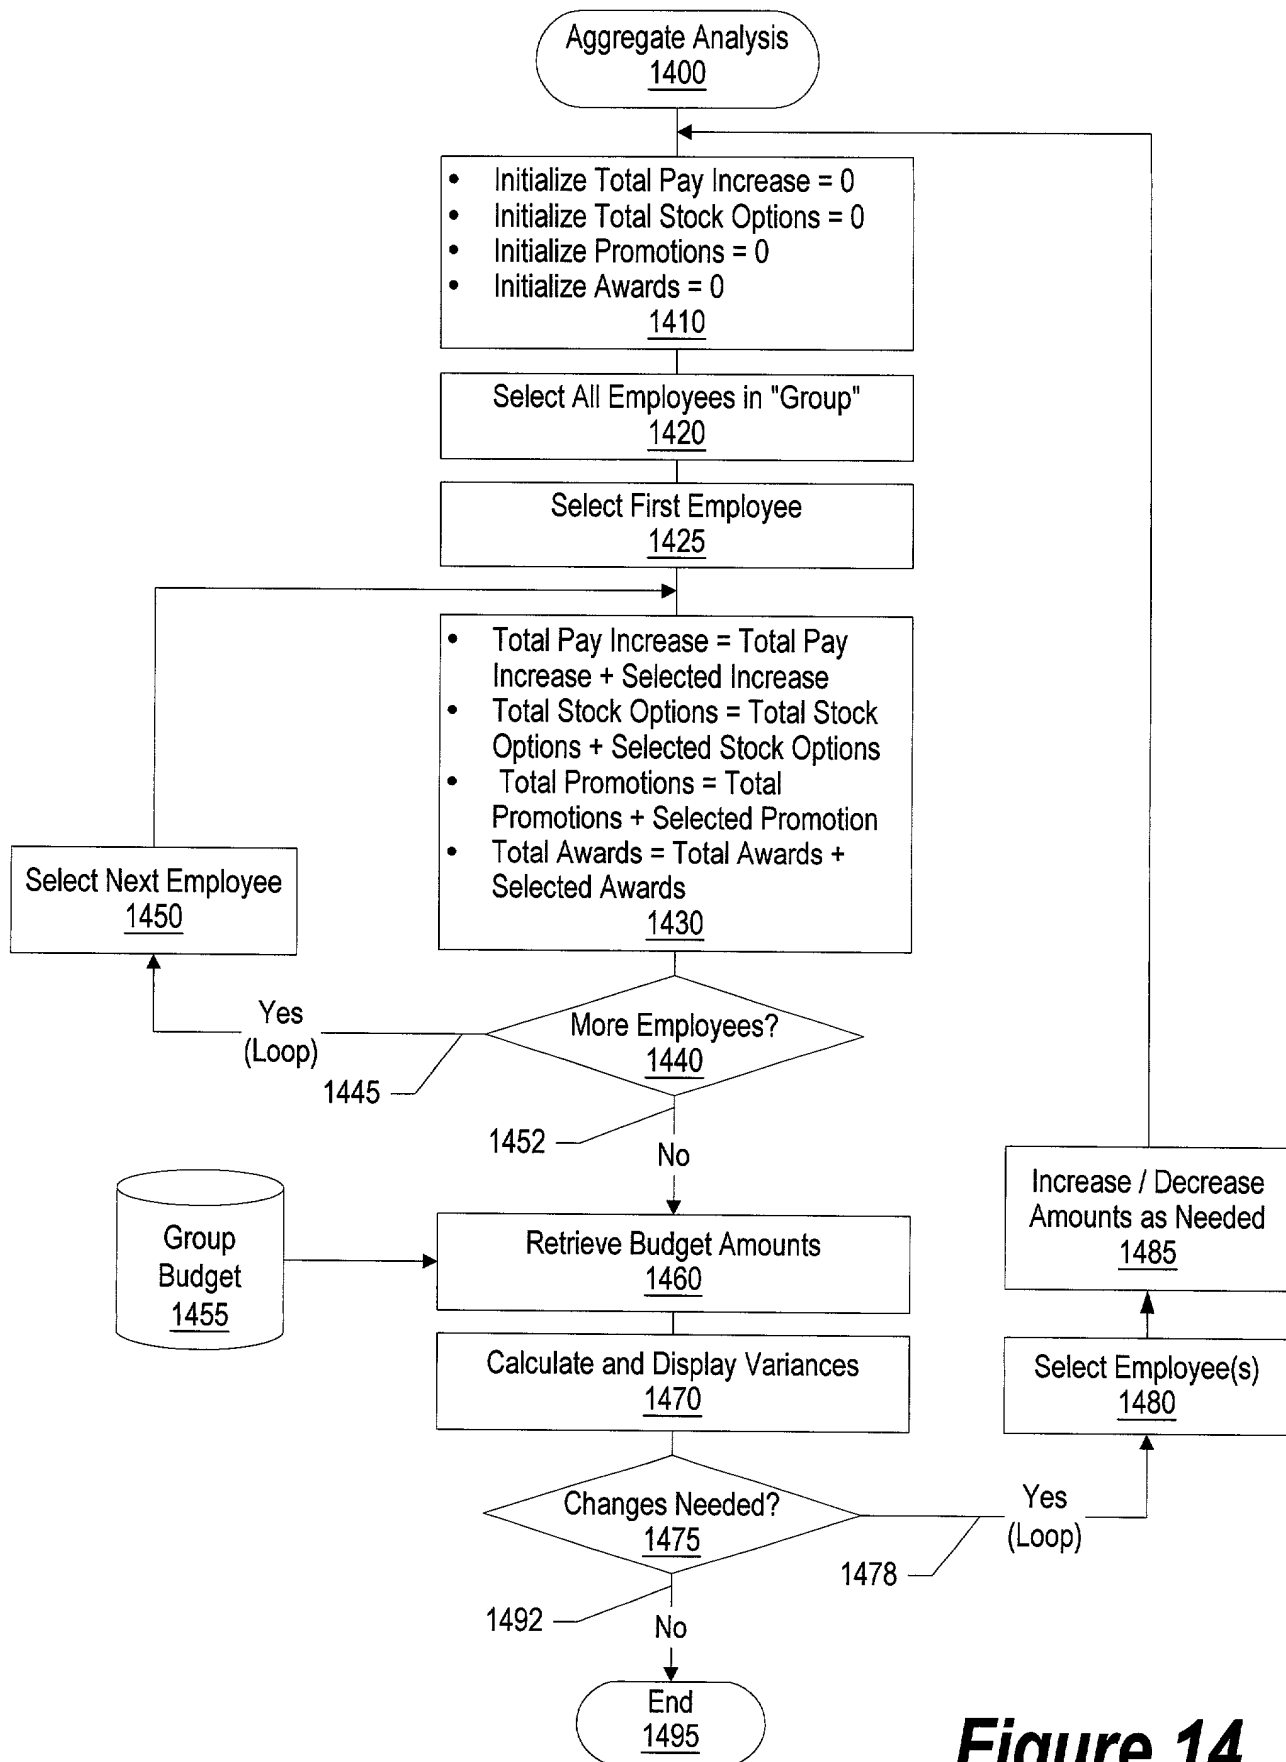 Aggregate Analysis
1400
• Initialize Total Pay Increase = 0
• Initialize Total Stock Options = 0
• Initialize Promotions = 0
• Initialize Awards = 0
1410
Select All Employees in "Group"
1420
Select First Employee
1425
• Total Pay Increase = Total Pay
Increase + Selected Increase
• Total Stock Options = Total Stock
Options + Selected Stock Options
• Total Promotions = Total
Promotions + Selected Promotion
• Total Awards = Total Awards +
Selected Awards
1430
Select Next Employee
1450
Yes
(Loop)
1445
More Employees?
1440
1452
No
Group
Budget
1455
Retrieve Budget Amounts
1460
Calculate and Display Variances
1470
Increase / Decrease
Amounts as Needed
1485
Select Employee(s)
1480
Changes Needed?
1475
Yes
(Loop)
1478
1492
No
End
1495
Figure 14